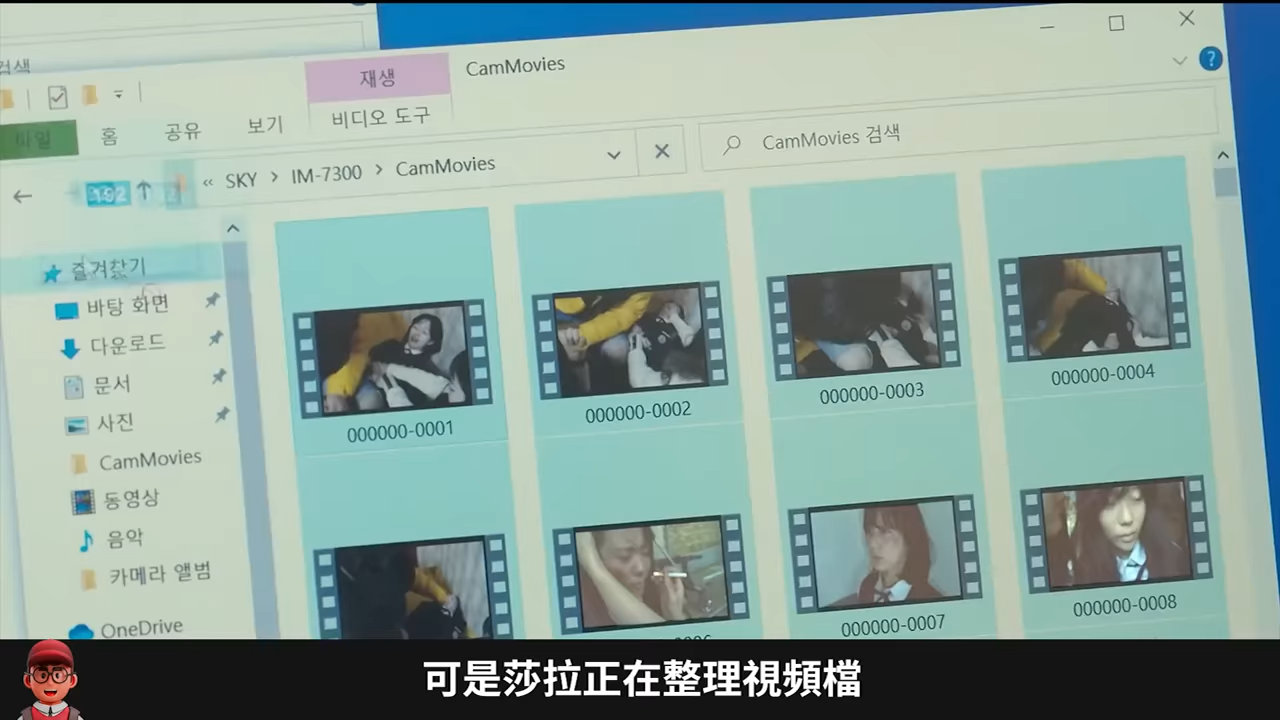 검색
재생
CamMovies
파일
홈
공유
보기
비디오 도구
192
« SKY > IM-7300 > CamMovies
CamMovies 검색
즐겨찾기
바탕 화면
다운로드
문서
사진
CamMovies
동영상
음악
카메라 앨범
OneDrive
000000-0001
000000-0002
000000-0003
000000-0004
000000-0007
000000-0008
可是莎拉正在整理視頻檔